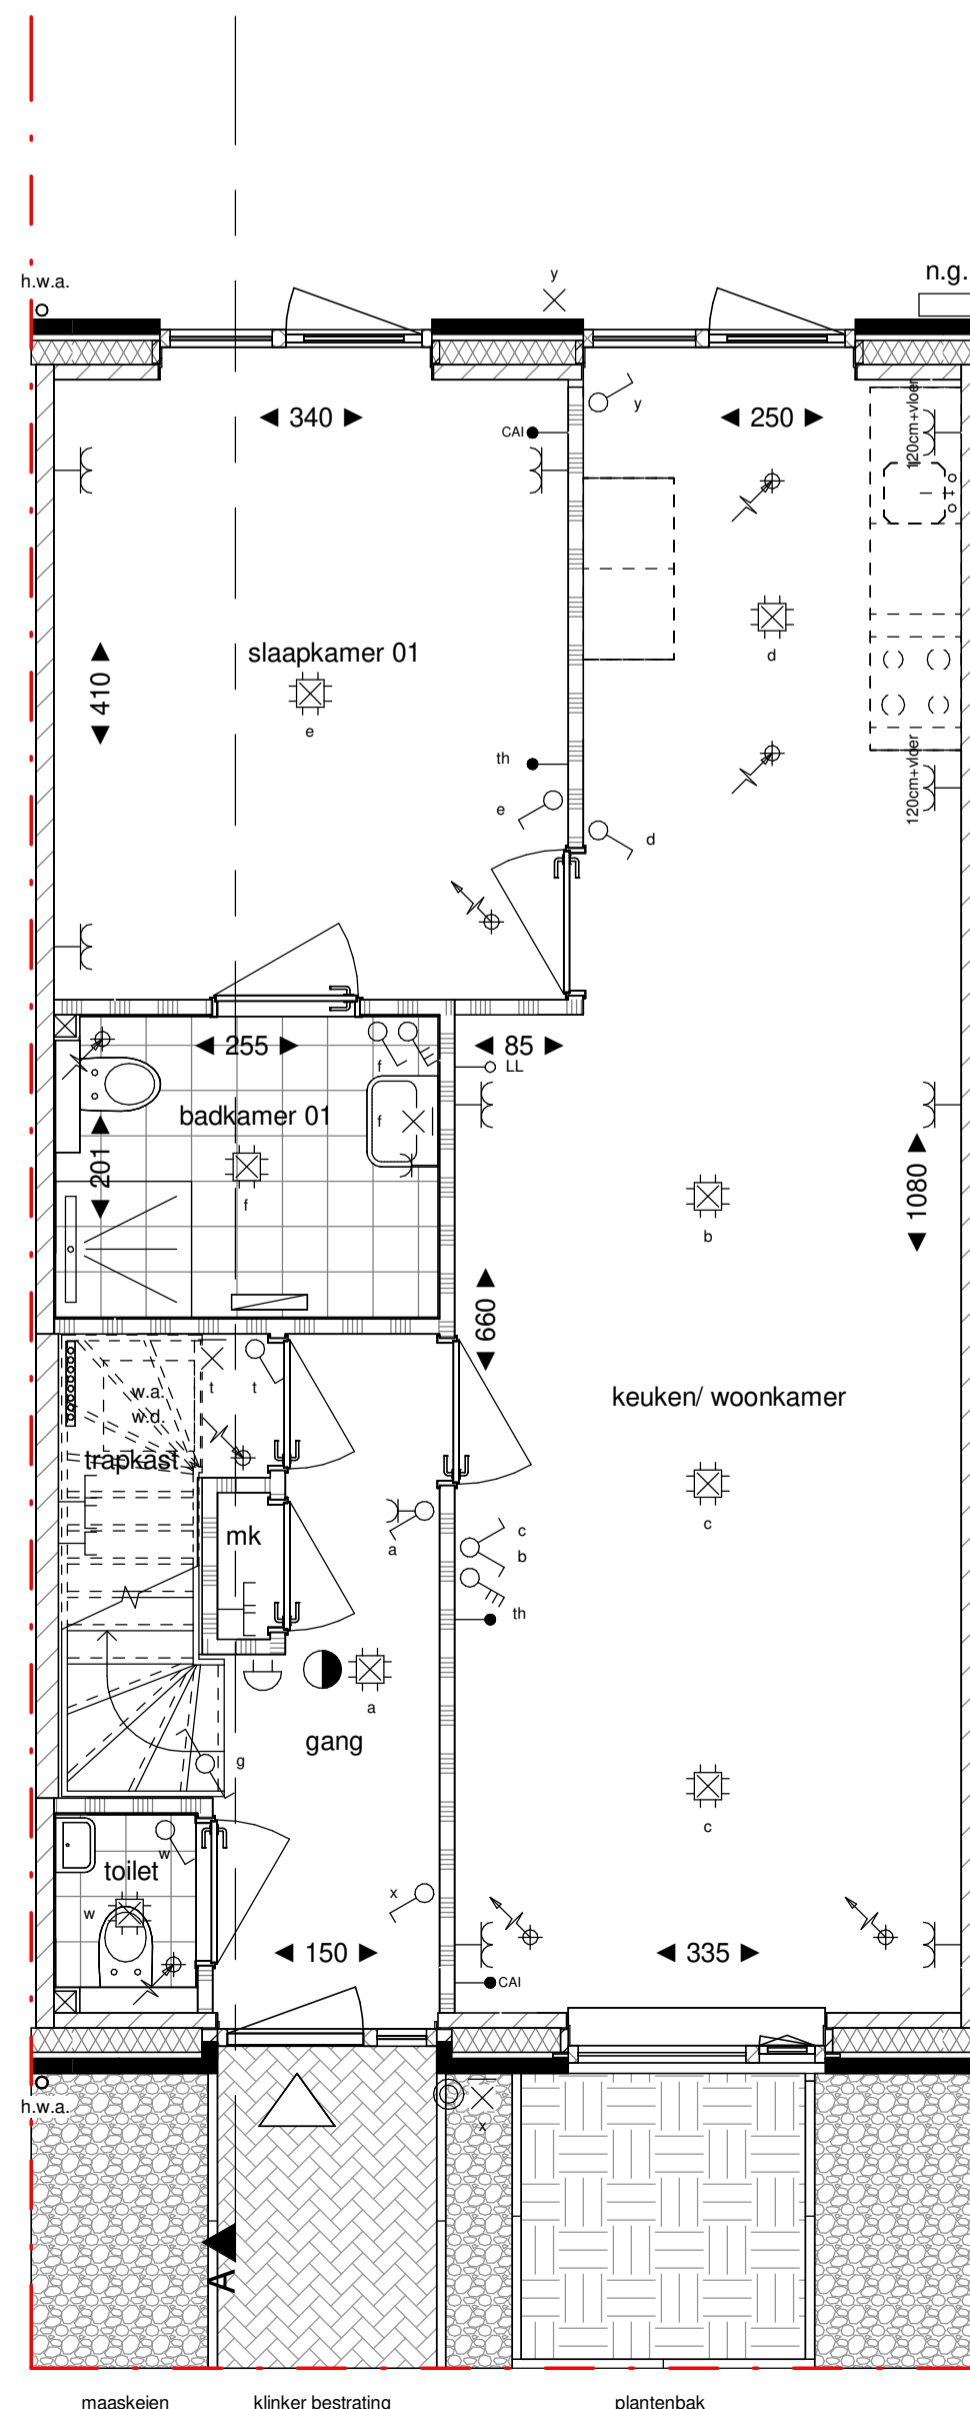 h.w.a.
y
n.g.
340
CAI
y
250
120cm+vloer
d
slaapkamer 01
410
e
th
e
d
120cm+vloer
255
85
f
LL
badkamer 01
f
201
f
b
1080
660
t
t
w.a.
w.d.
keuken/ woonkamer
trapkast
mk
a
c
b
c
th
a
gang
g
c
w
toilet
w
x
150
335
CAI
h.w.a.
x
A
maaskeien
klinker bestrating
plantenbak